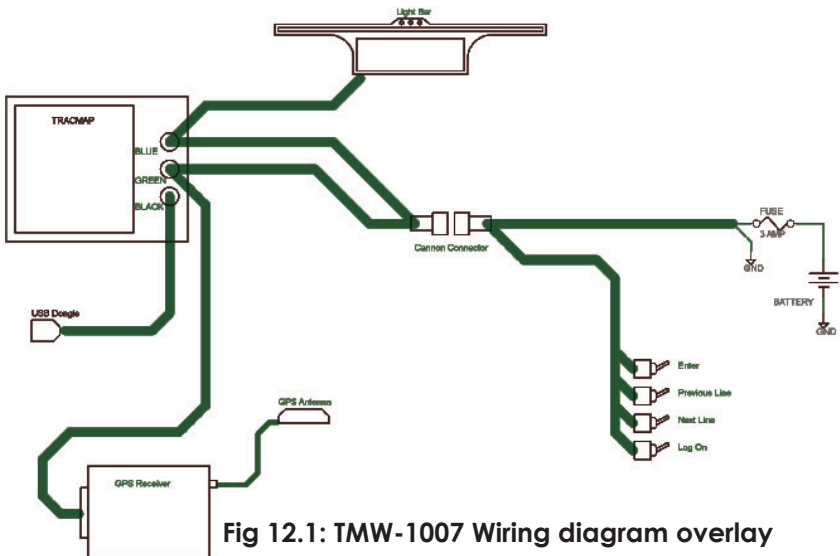 Light Bar
TRACMAP
BLUE
GREEN
BLACK
FUSE
3 AMP
Cannon Connector
GND
BATTERY
USB Dongle
GND
Enter
Previous Line
GPS Antenna
Next Line
Log On
GPS Receiver
Fig 12.1: TMW-1007 Wiring diagram overlay